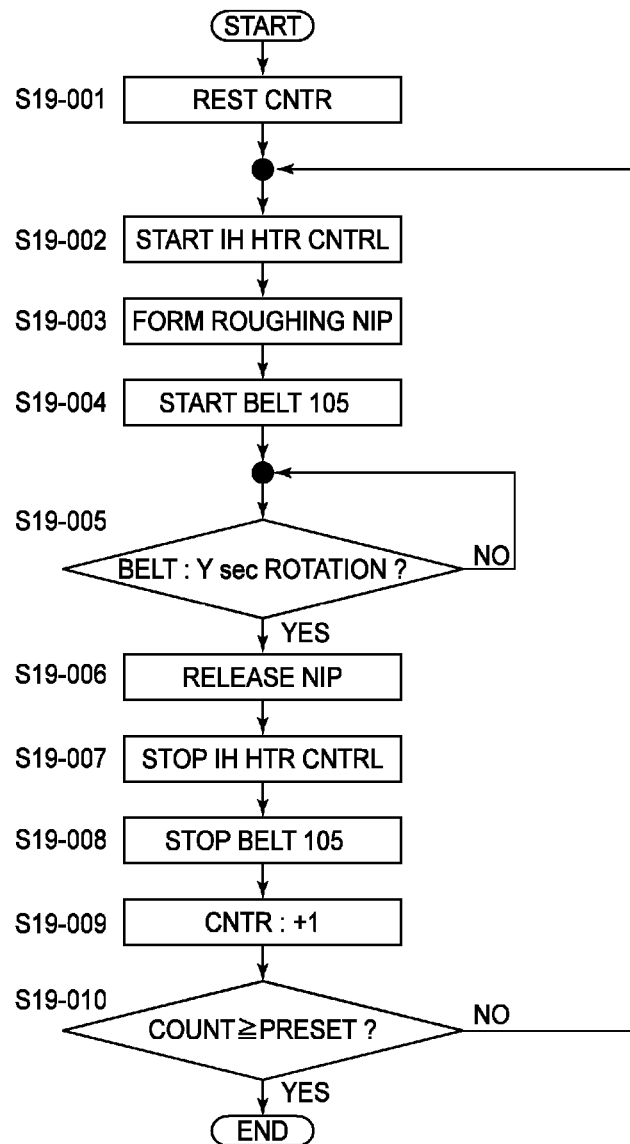 START
S19-001
REST CNTR
S19-002
START IH HTR CNTRL
S19-003
FORM ROUGHING NIP
S19-004
START BELT 105
S19-005
BELT : Y sec ROTATION ?
NO
YES
S19-006
RELEASE NIP
S19-007
STOP IH HTR CNTRL
S19-008
STOP BELT 105
S19-009
CNTR : +1
S19-010
COUNT≧PRESET ?
NO
YES
END